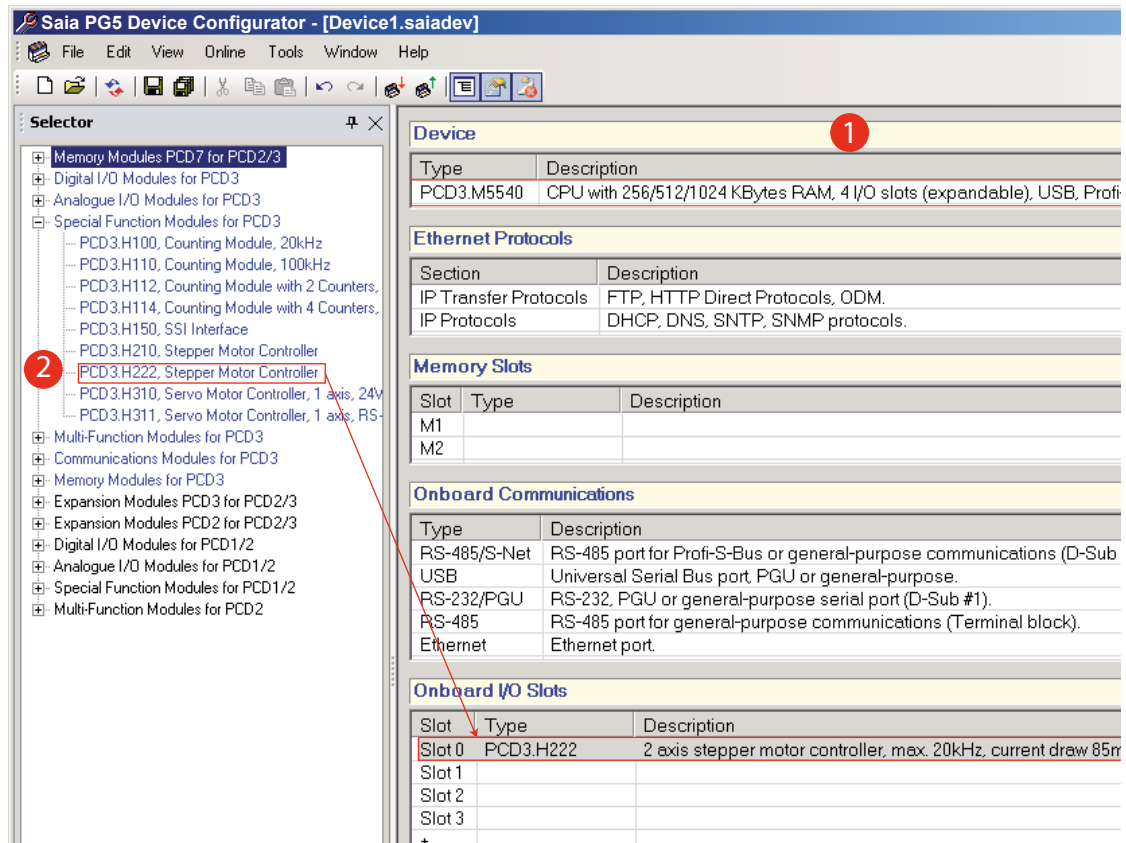 Saia PG5 Device Configurator - [Device1.saiadev]
File Edit View Online Tools Window Help
Selector
Memory Modules PCD7 for PCD2/3
Digital I/O Modules for PCD3
Analogue I/O Modules for PCD3
Special Function Modules for PCD3
PCD3.H100, Counting Module, 20kHz
PCD3.H110, Counting Module, 100kHz
PCD3.H112, Counting Module with 2 Counters,
PCD3.H114, Counting Module with 4 Counters,
PCD3.H150, SSI Interface
PCD3.H210, Stepper Motor Controller
2
PCD3.H222, Stepper Motor Controller
PCD3.H310, Servo Motor Controller, 1 axis, 24V
PCD3.H311, Servo Motor Controller, 1 axis, RS-
Multi-Function Modules for PCD3
Communications Modules for PCD3
Memory Modules for PCD3
Expansion Modules PCD3 for PCD2/3
Expansion Modules PCD2 for PCD2/3
Digital I/O Modules for PCD1/2
Analogue I/O Modules for PCD1/2
Special Function Modules for PCD1/2
Multi-Function Modules for PCD2
Device
1
Type Description
PCD3.M5540 CPU with 256/512/1024 KBytes RAM, 4 I/O slots (expandable), USB, Profi-
Ethernet Protocols
Section Description
IP Transfer Protocols FTP, HTTP Direct Protocols, ODM.
IP Protocols DHCP, DNS, SNTP, SNMP protocols.
Memory Slots
Slot Type Description
M1
M2
Onboard Communications
Type Description
RS-485/S-Net RS-485 port for Profi-S-Bus or general-purpose communications (D-Sub
USB Universal Serial Bus port, PGU or general-purpose.
RS-232/PGU RS-232, PGU or general-purpose serial port (D-Sub #1).
RS-485 RS-485 port for general-purpose communications (Terminal block).
Ethernet Ethernet port.
Onboard I/O Slots
Slot Type Description
Slot 0 PCD3.H222 2 axis stepper motor controller, max. 20kHz, current draw 85m
Slot 1
Slot 2
Slot 3
+